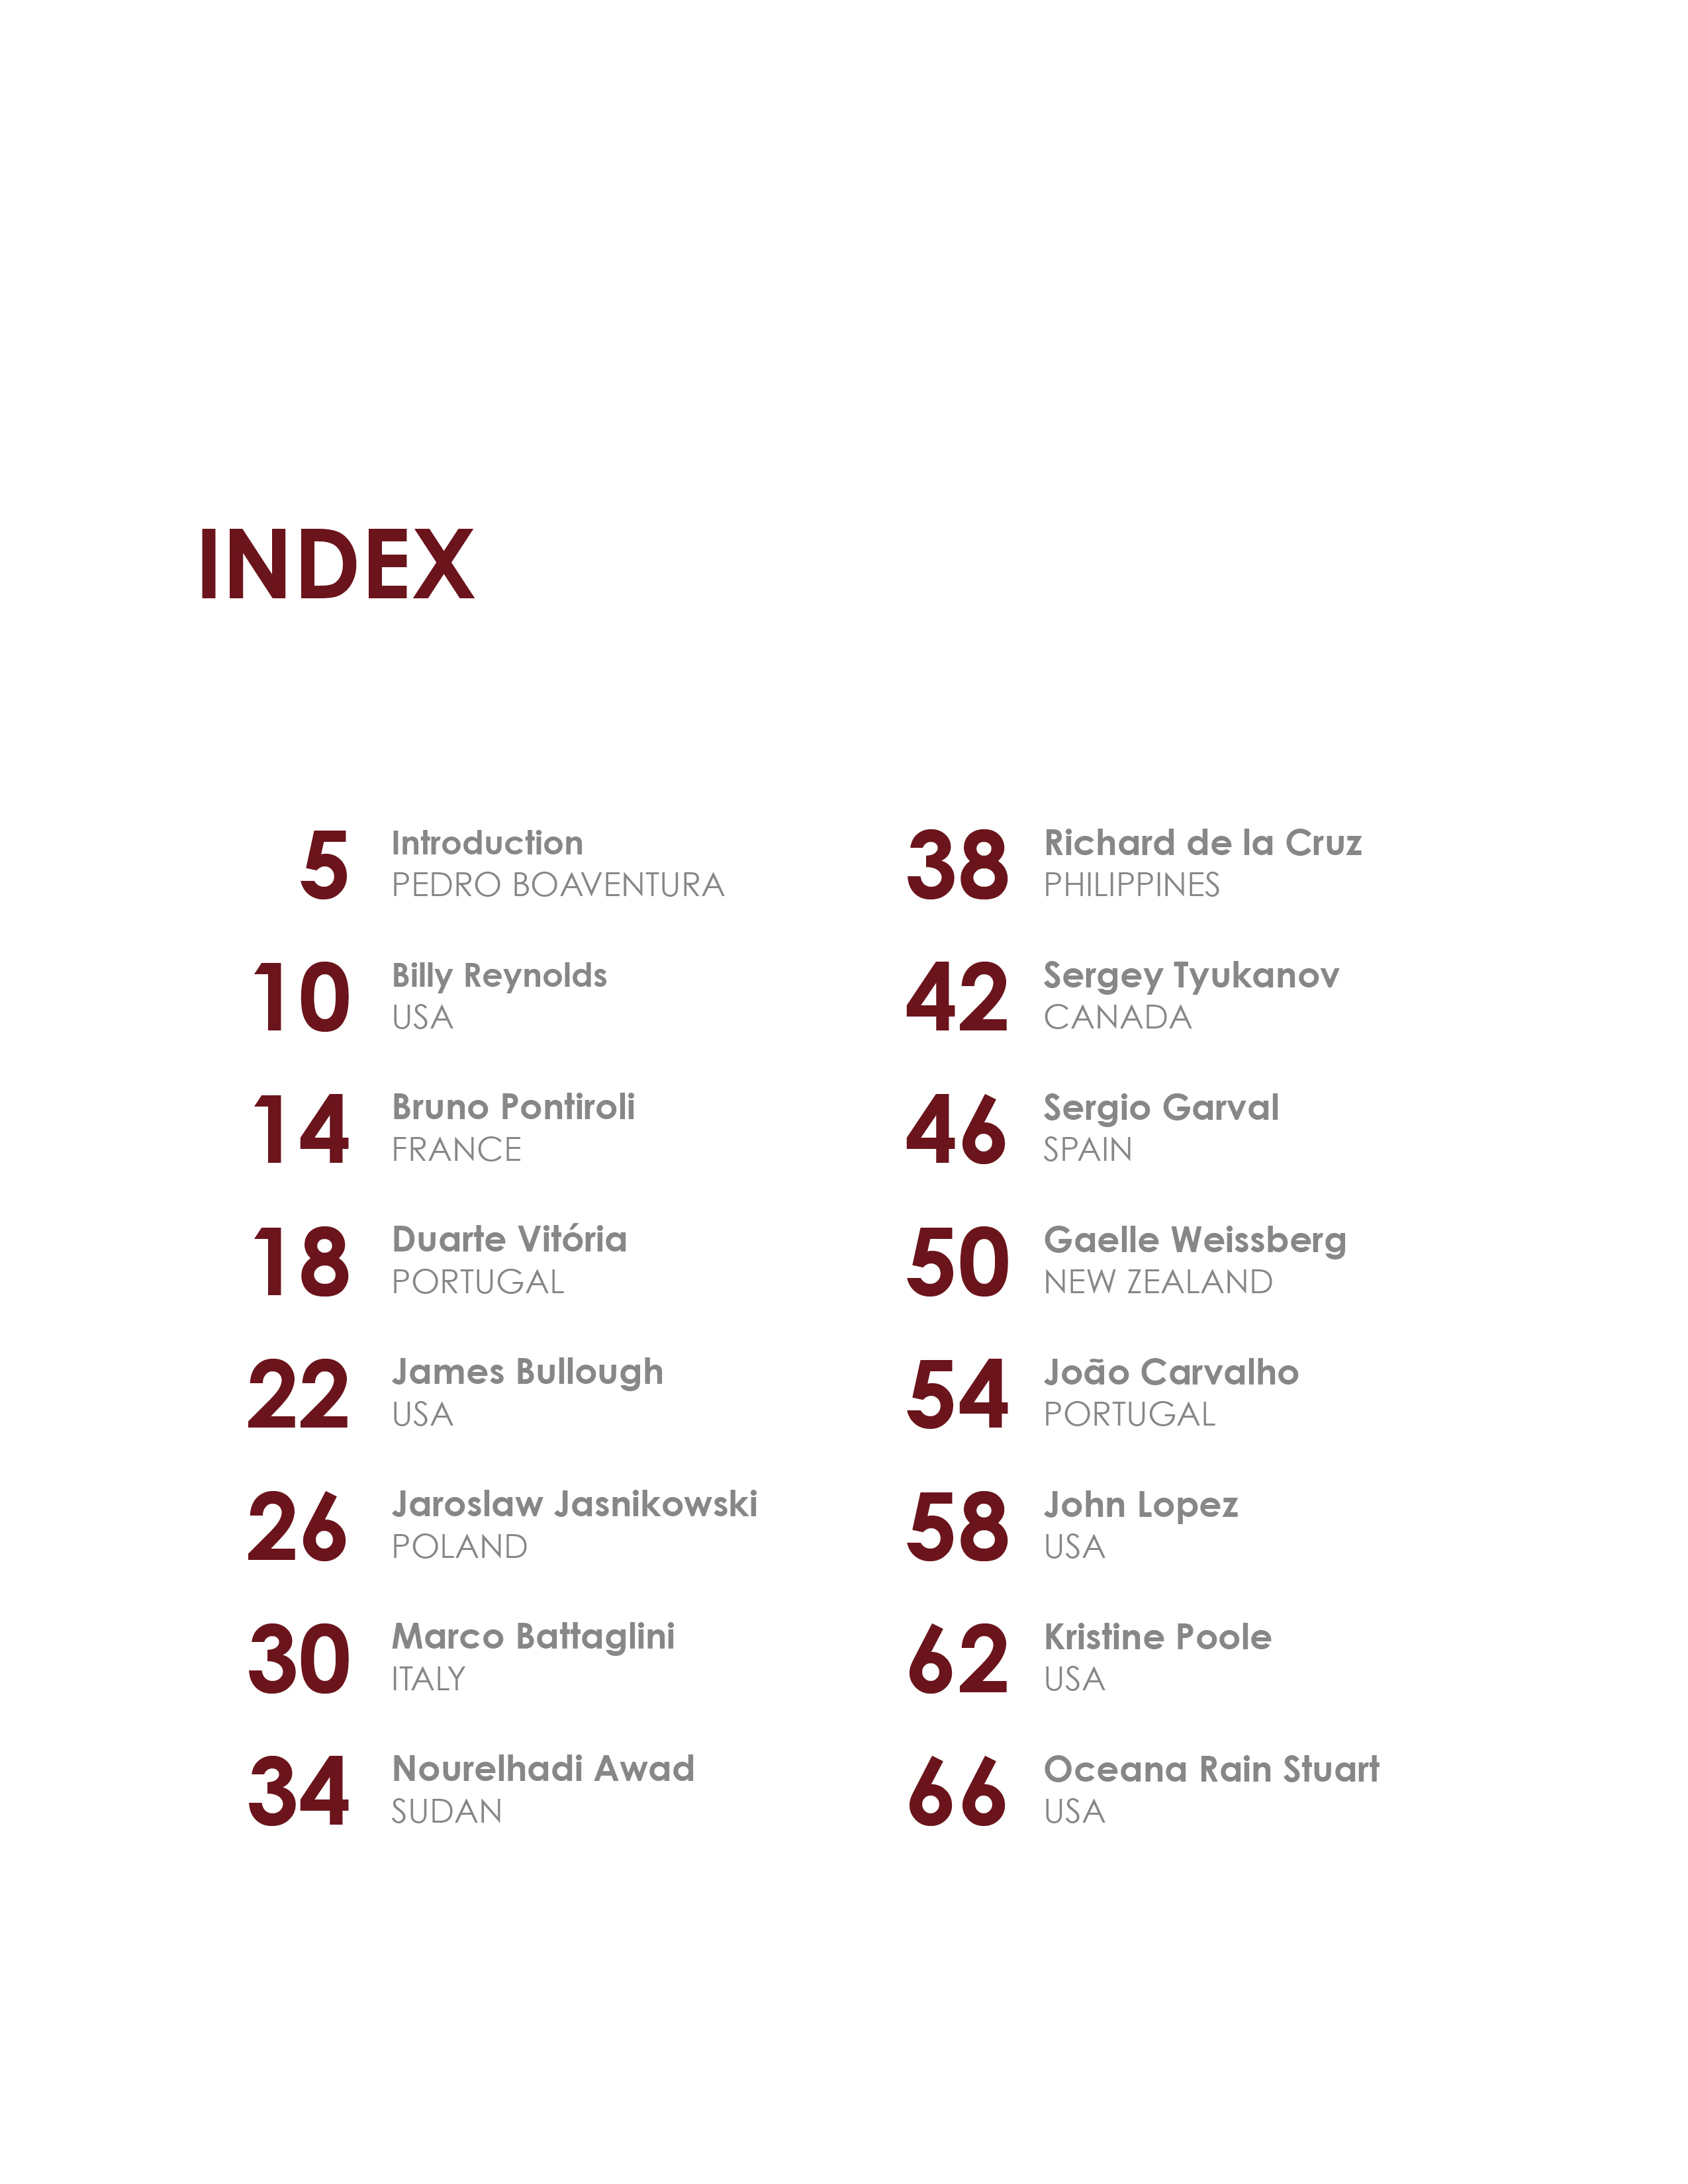 INDEX
5
Introduction
PEDRO BOAVENTURA
10
Billy Reynolds
USA
14
Bruno Pontiroli
FRANCE
18
Duarte Vitória
PORTUGAL
22
James Bullough
USA
26
Jaroslaw Jasnikowski
POLAND
30
Marco Battaglini
ITALY
34
Nourelhadi Awad
SUDAN
38
Richard de la Cruz
PHILIPPINES
42
Sergey Tyukanov
CANADA
46
Sergio Garval
SPAIN
50
Gaelle Weissberg
NEW ZEALAND
54
João Carvalho
PORTUGAL
58
John Lopez
USA
62
Kristine Poole
USA
66
Oceana Rain Stuart
USA